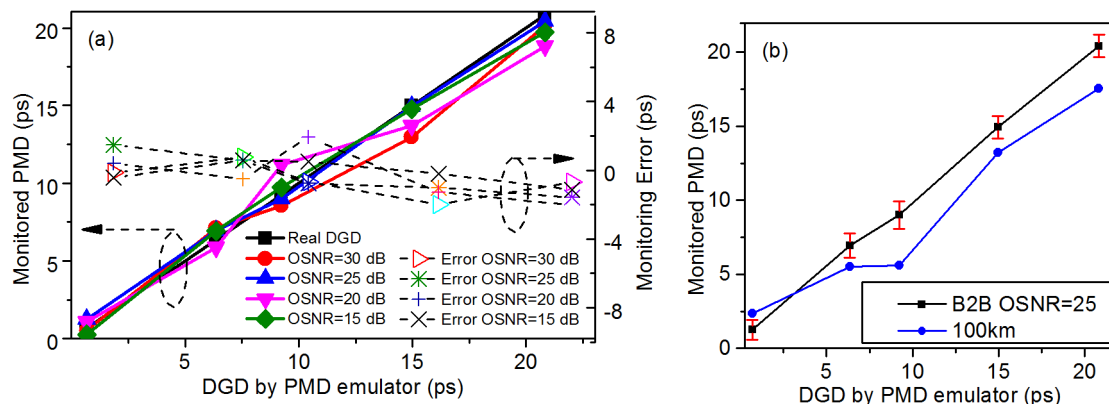 (a)
Monitored PMD (ps)
20
15
10
5
0
5
10
15
20
DGD by PMD emulator (ps)
8
4
0
-4
-8
Monitoring Error (ps)
Real DGD
OSNR=30 dB
OSNR=25 dB
OSNR=20 dB
OSNR=15 dB
Error OSNR=30 dB
Error OSNR=25 dB
Error OSNR=20 dB
Error OSNR=15 dB
(b)
Monitored PMD (ps)
20
15
10
5
0
5
10
15
20
DGD by PMD emulator (ps)
B2B OSNR=25
100km